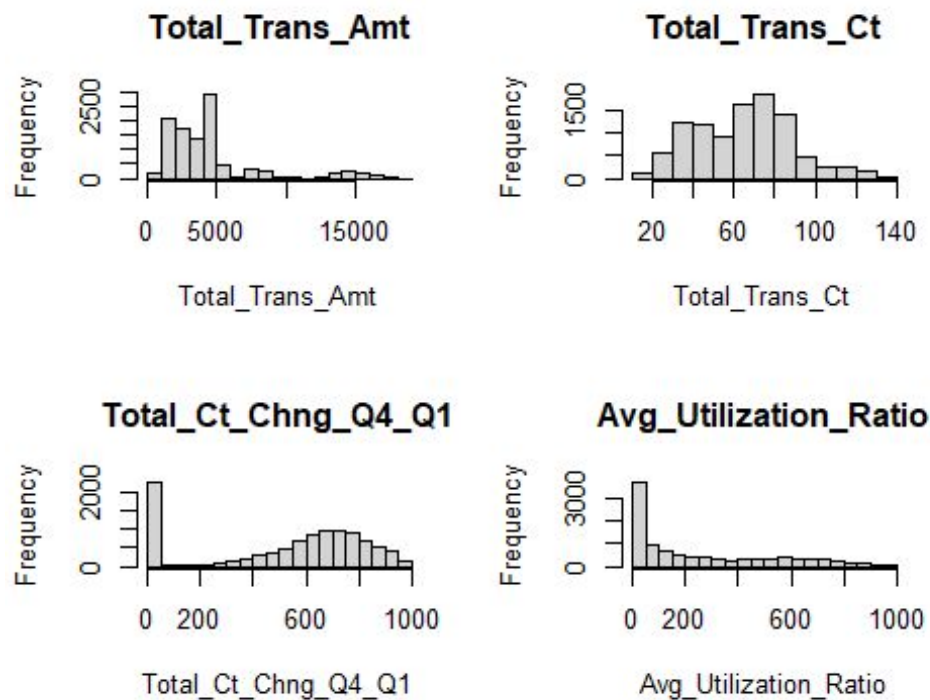 Total_Trans_Amt
Frequency
2500
0
0 5000 15000
Total_Trans_Amt
Total_Trans_Ct
Frequency
1500
0
20 60 100 140
Total_Trans_Ct
Total_Ct_Chng_Q4_Q1
Frequency
2000
0
0 200 600 1000
Total_Ct_Chng_Q4_Q1
Avg_Utilization_Ratio
Frequency
3000
0
0 200 600 1000
Avg_Utilization_Ratio